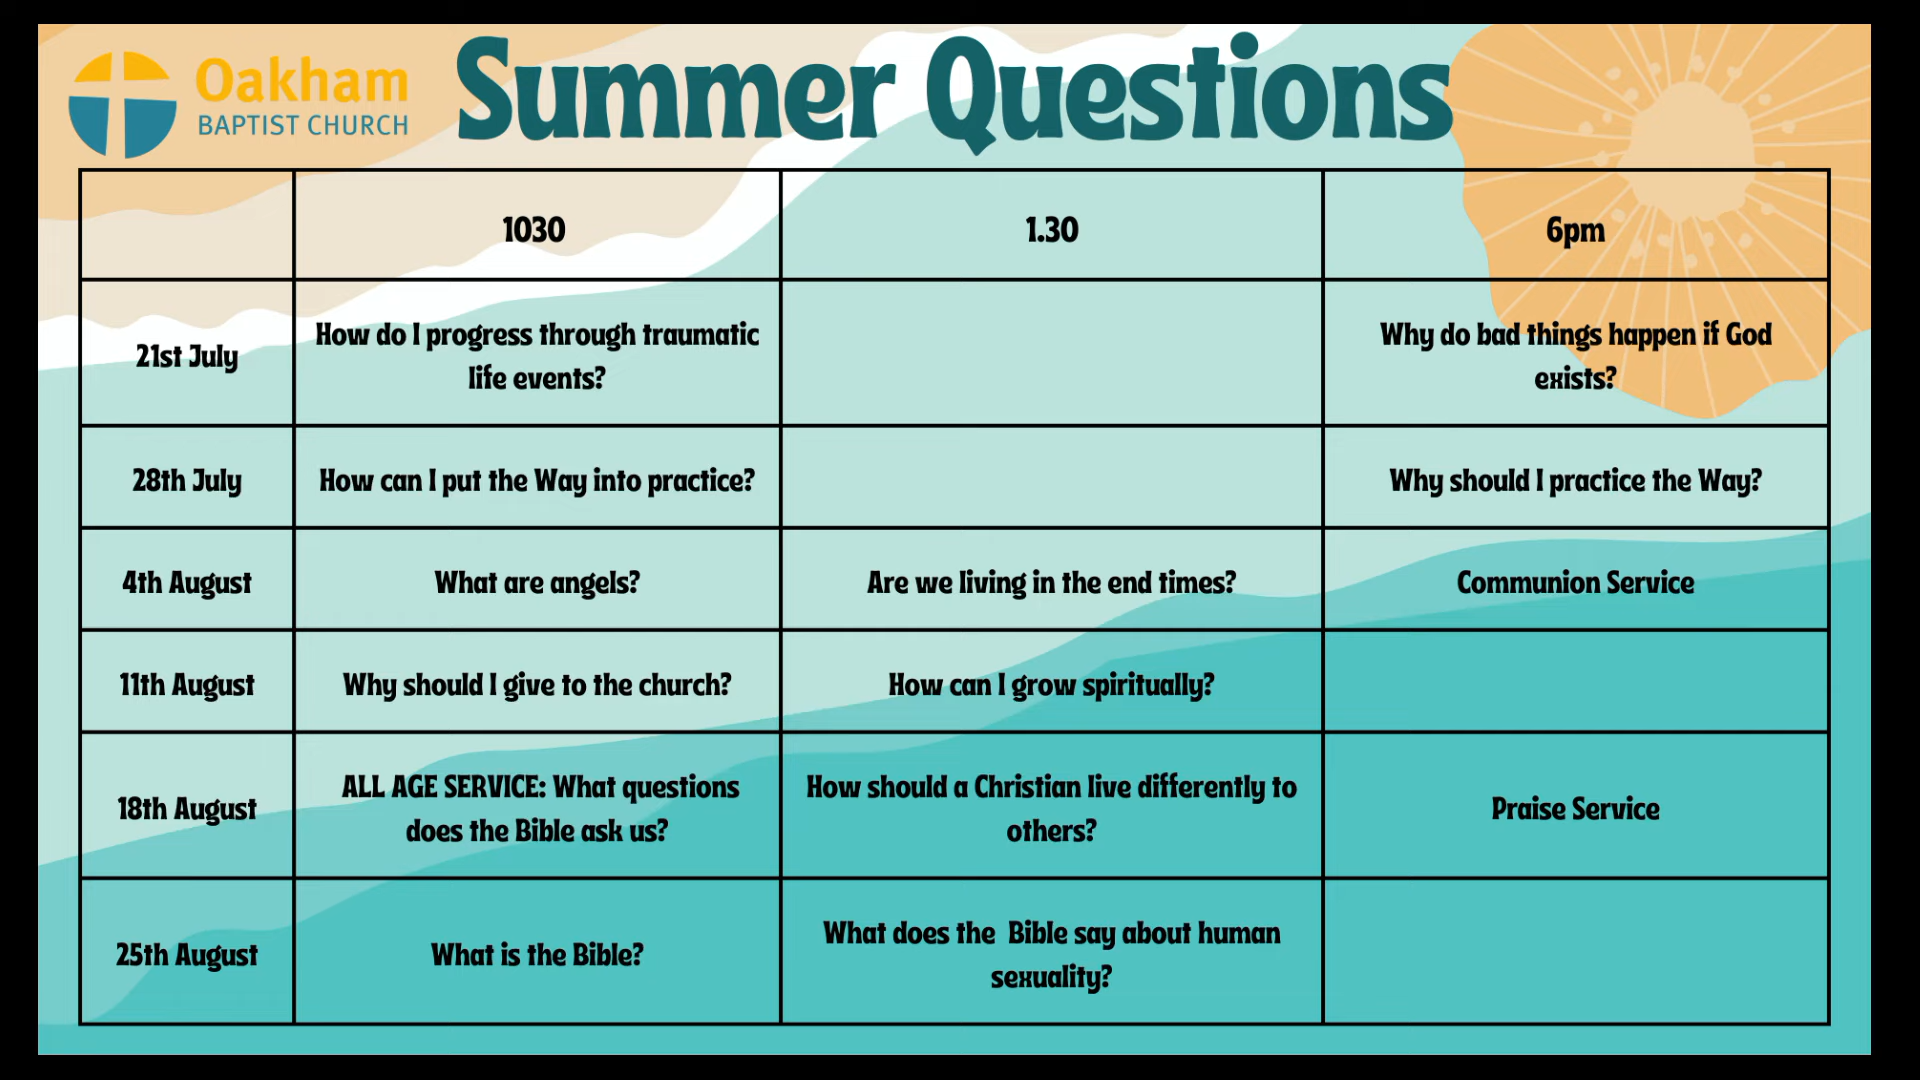 Oakham
BAPTIST CHURCH
Summer Questions
1030
1.30
6pm
21st July
How do I progress through traumatic
life events?
Why do bad things happen if God
exists?
28th July
How can I put the Way into practice?
Why should I practice the Way?
4th August
What are angels?
Are we living in the end times?
Communion Service
11th August
Why should I give to the church?
How can I grow spiritually?
18th August
ALL AGE SERVICE: What questions
does the Bible ask us?
How should a Christian live differently to
others?
Praise Service
25th August
What is the Bible?
What does the  Bible say about human
sexuality?